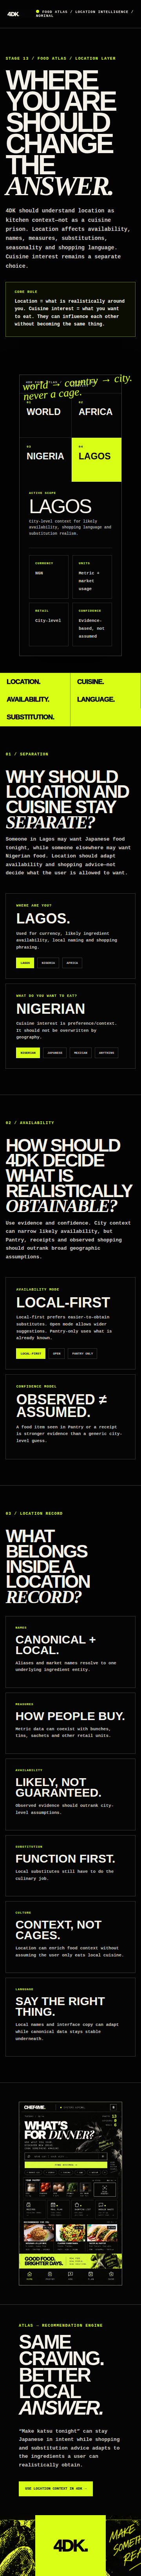 4DK.
FOOD ATLAS / LOCATION INTELLIGENCE /
NOMINAL
STAGE 13 / FOOD ATLAS / LOCATION LAYER
WHERE
YOU ARE
SHOULD
CHANGE
THE
ANSWER.
4DK should understand location as
kitchen context—not as a cuisine
prison. Location affects availability,
names, measures, substitutions,
seasonality and shopping language.
Cuisine interest remains a separate
choice.
CORE RULE
Location = what is realistically around
you. Cuisine interest = what you want
to eat. They can influence each other
without becoming the same thing.
world → country → city.
never a cage.
01
WORLD
AFRICA
03
NIGERIA
04
LAGOS
ACTIVE SCOPE
LAGOS
City-level context for likely
availability, shopping language and
substitution realism.
CURRENCY
NGN
UNITS
Metric +
market
usage
RETAIL
City-level
CONFIDENCE
Evidence-
based, not
assumed
LOCATION.
CUISINE.
AVAILABILITY.
LANGUAGE.
SUBSTITUTION.
01 / SEPARATION
WHY SHOULD
LOCATION AND
CUISINE STAY
SEPARATE?
Someone in Lagos may want Japanese food
tonight, while someone elsewhere may want
Nigerian food. Location should adapt
availability and shopping advice—not
decide what the user is allowed to want.
WHERE ARE YOU?
LAGOS.
Used for currency, likely ingredient
availability, local naming and shopping
phrasing.
LAGOS
NIGERIA
AFRICA
WHAT DO YOU WANT TO EAT?
NIGERIAN
Cuisine interest is preference/context.
It should not be overwritten by
geography.
NIGERIAN
JAPANESE
MEXICAN
ANYTHING
02 / AVAILABILITY
HOW SHOULD
4DK DECIDE
WHAT IS
REALISTICALLY
OBTAINABLE?
Use evidence and confidence. City context
can narrow likely availability, but
Pantry, receipts and observed shopping
should outrank broad geographic
assumptions.
AVAILABILITY MODE
LOCAL-FIRST
Local-first prefers easier-to-obtain
substitutes. Open mode allows wider
suggestions. Pantry-only uses what is
already known.
LOCAL-FIRST
OPEN
PANTRY ONLY
CONFIDENCE MODEL
OBSERVED ≠
ASSUMED.
A food item seen in Pantry or a receipt
is stronger evidence than a generic city-
level guess.
03 / LOCATION RECORD
WHAT
BELONGS
INSIDE A
LOCATION
RECORD?
NAMES
CANONICAL +
LOCAL.
Aliases and market names resolve to one
underlying ingredient entity.
MEASURES
HOW PEOPLE BUY.
Metric data can coexist with bunches,
tins, sachets and other retail units.
AVAILABILITY
LIKELY, NOT
GUARANTEED.
Observed evidence should outrank city-
level assumptions.
SUBSTITUTION
FUNCTION FIRST.
Local substitutes still have to do the
culinary job.
CULTURE
CONTEXT, NOT
CAGES.
Location can enrich food context without
assuming the user only eats local cuisine.
LANGUAGE
SAY THE RIGHT
THING.
Local names and interface copy can adapt
while canonical data stays stable
underneath.
CHEF4ME.
WHAT'S
FOR DINNER?
GOOD FOOD.
BRIGHTER DAYS.
ATLAS → RECOMMENDATION ENGINE
SAME
CRAVING.
BETTER
LOCAL
ANSWER.
“Make katsu tonight” can stay
Japanese in intent while shopping
and substitution advice adapts to
the ingredients a user can
realistically obtain.
USE LOCATION CONTEXT IN 4DK →
4DK.
MAKE
SOMETH